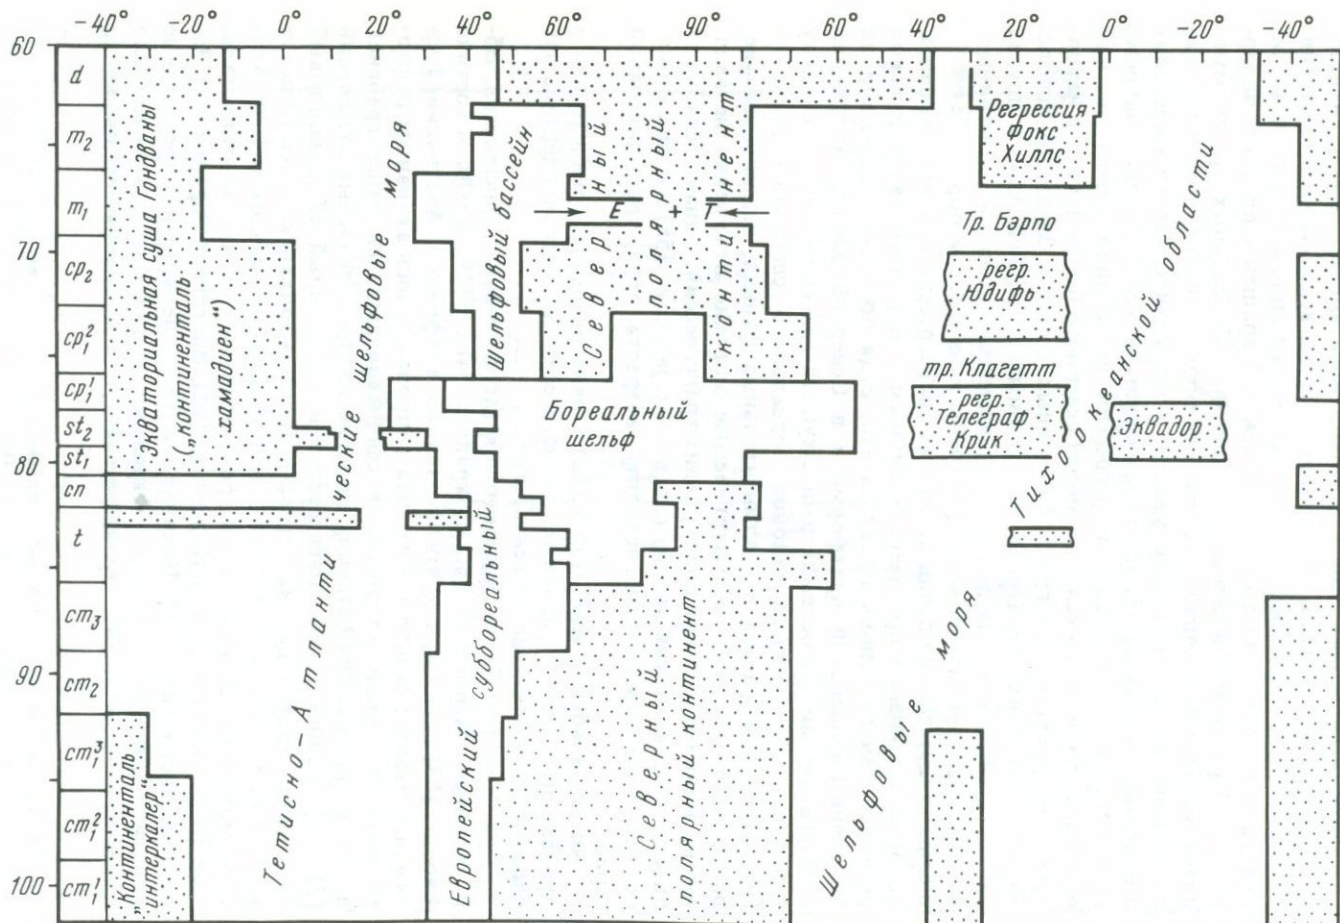 -40° -20° 0° 20° 40° 60° 90° 60° 40° 20° 0° -20° -40°
60
70
80
90
100
d
m₂
m₁
cp₂
cp₁²
cp₁¹
st₂
st₁
cn
t
cm₃
cm₂
cm₁³
cm₁²
cm₁¹
Экваториальная суша Гондваны
(„континенталь
хамадиен“)
„Континенталь
интеркалер“
Тетисно-Атлантические шельфовые моря
Шельфовый бассейн
Европейский суббореальный
Северный
полярный
континент
Е + Т
Бореальный
шельф
Северный
полярный континент
Шельфовые моря Тихоокеанской области
Регрессия
Фокс
Хиллс
Тр. Бэрпо
регр.
Юдифь
тр. Клагетт
регр.
Телеграф
Крик
Эквадор